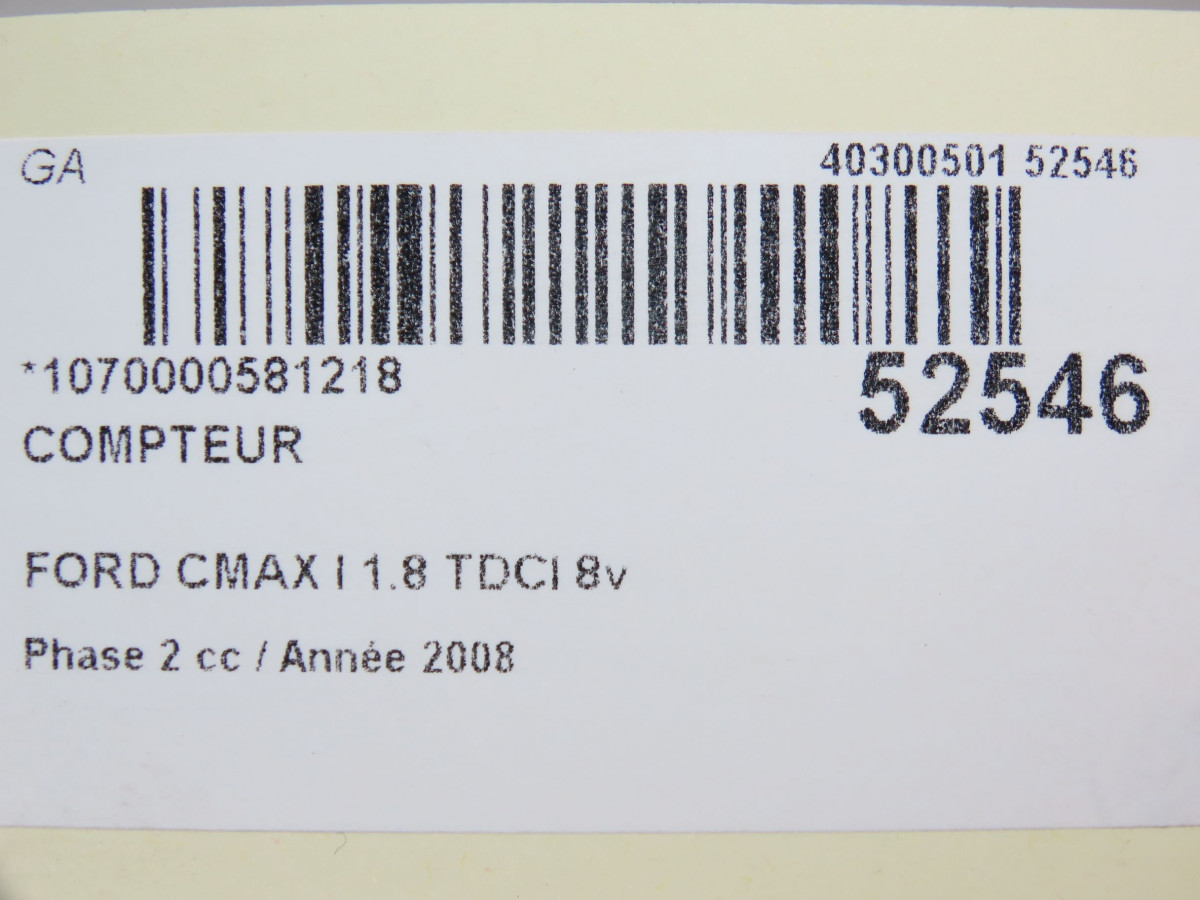 GA 40300501 52546
*1070000581218
52546
COMPTEUR
FORD CMAX I 1.8 TDCI 8v
Phase 2 cc / Année 2008